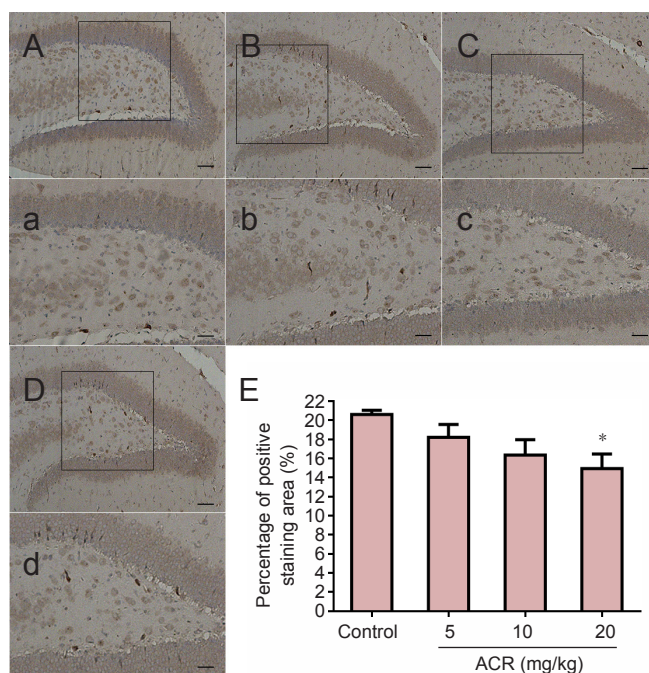 A
B
C
a
b
c
D
d
E
Percentage of positive
staining area (%)
22
20
18
16
14
12
10
8
6
4
2
0
*
Control
5
10
20
ACR (mg/kg)